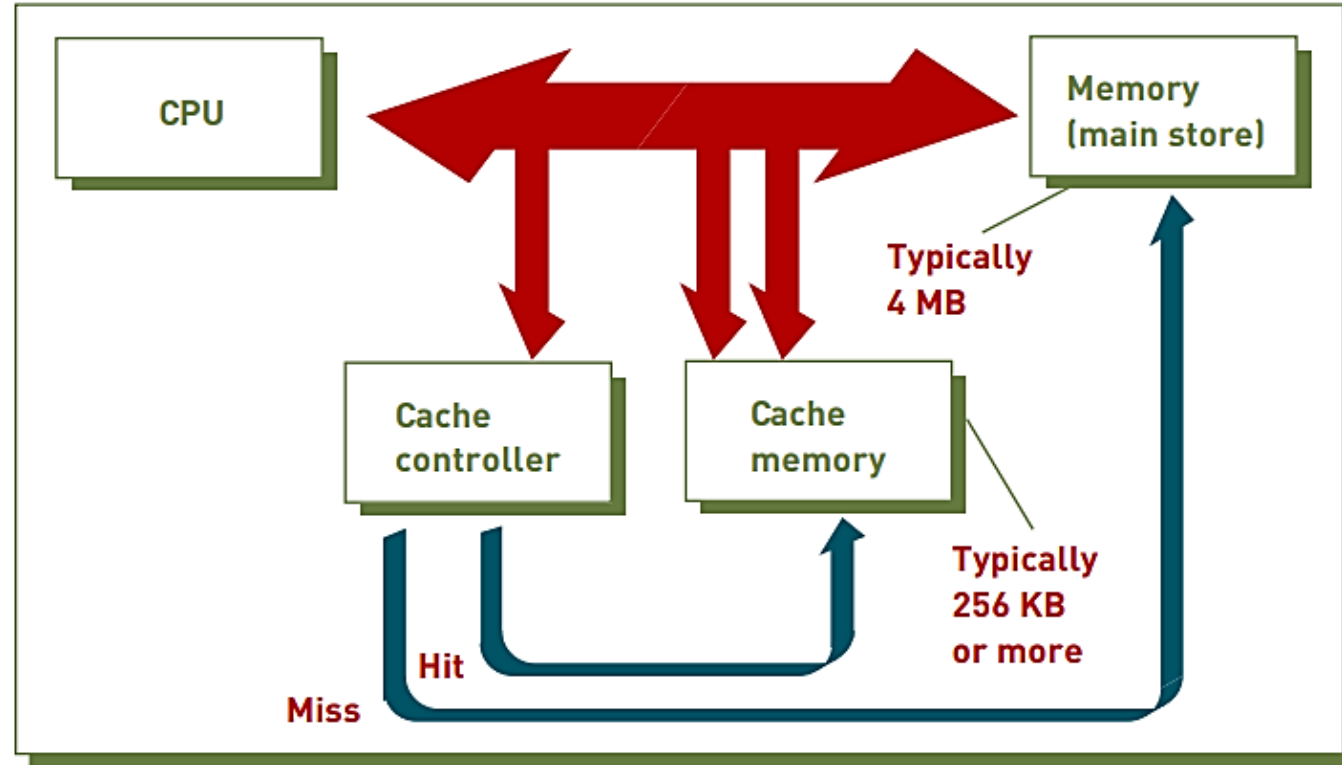 CPU
Memory
(main store)
Typically
4 MB
Cache
controller
Cache
memory
Typically
256 KB
or more
Hit
Miss